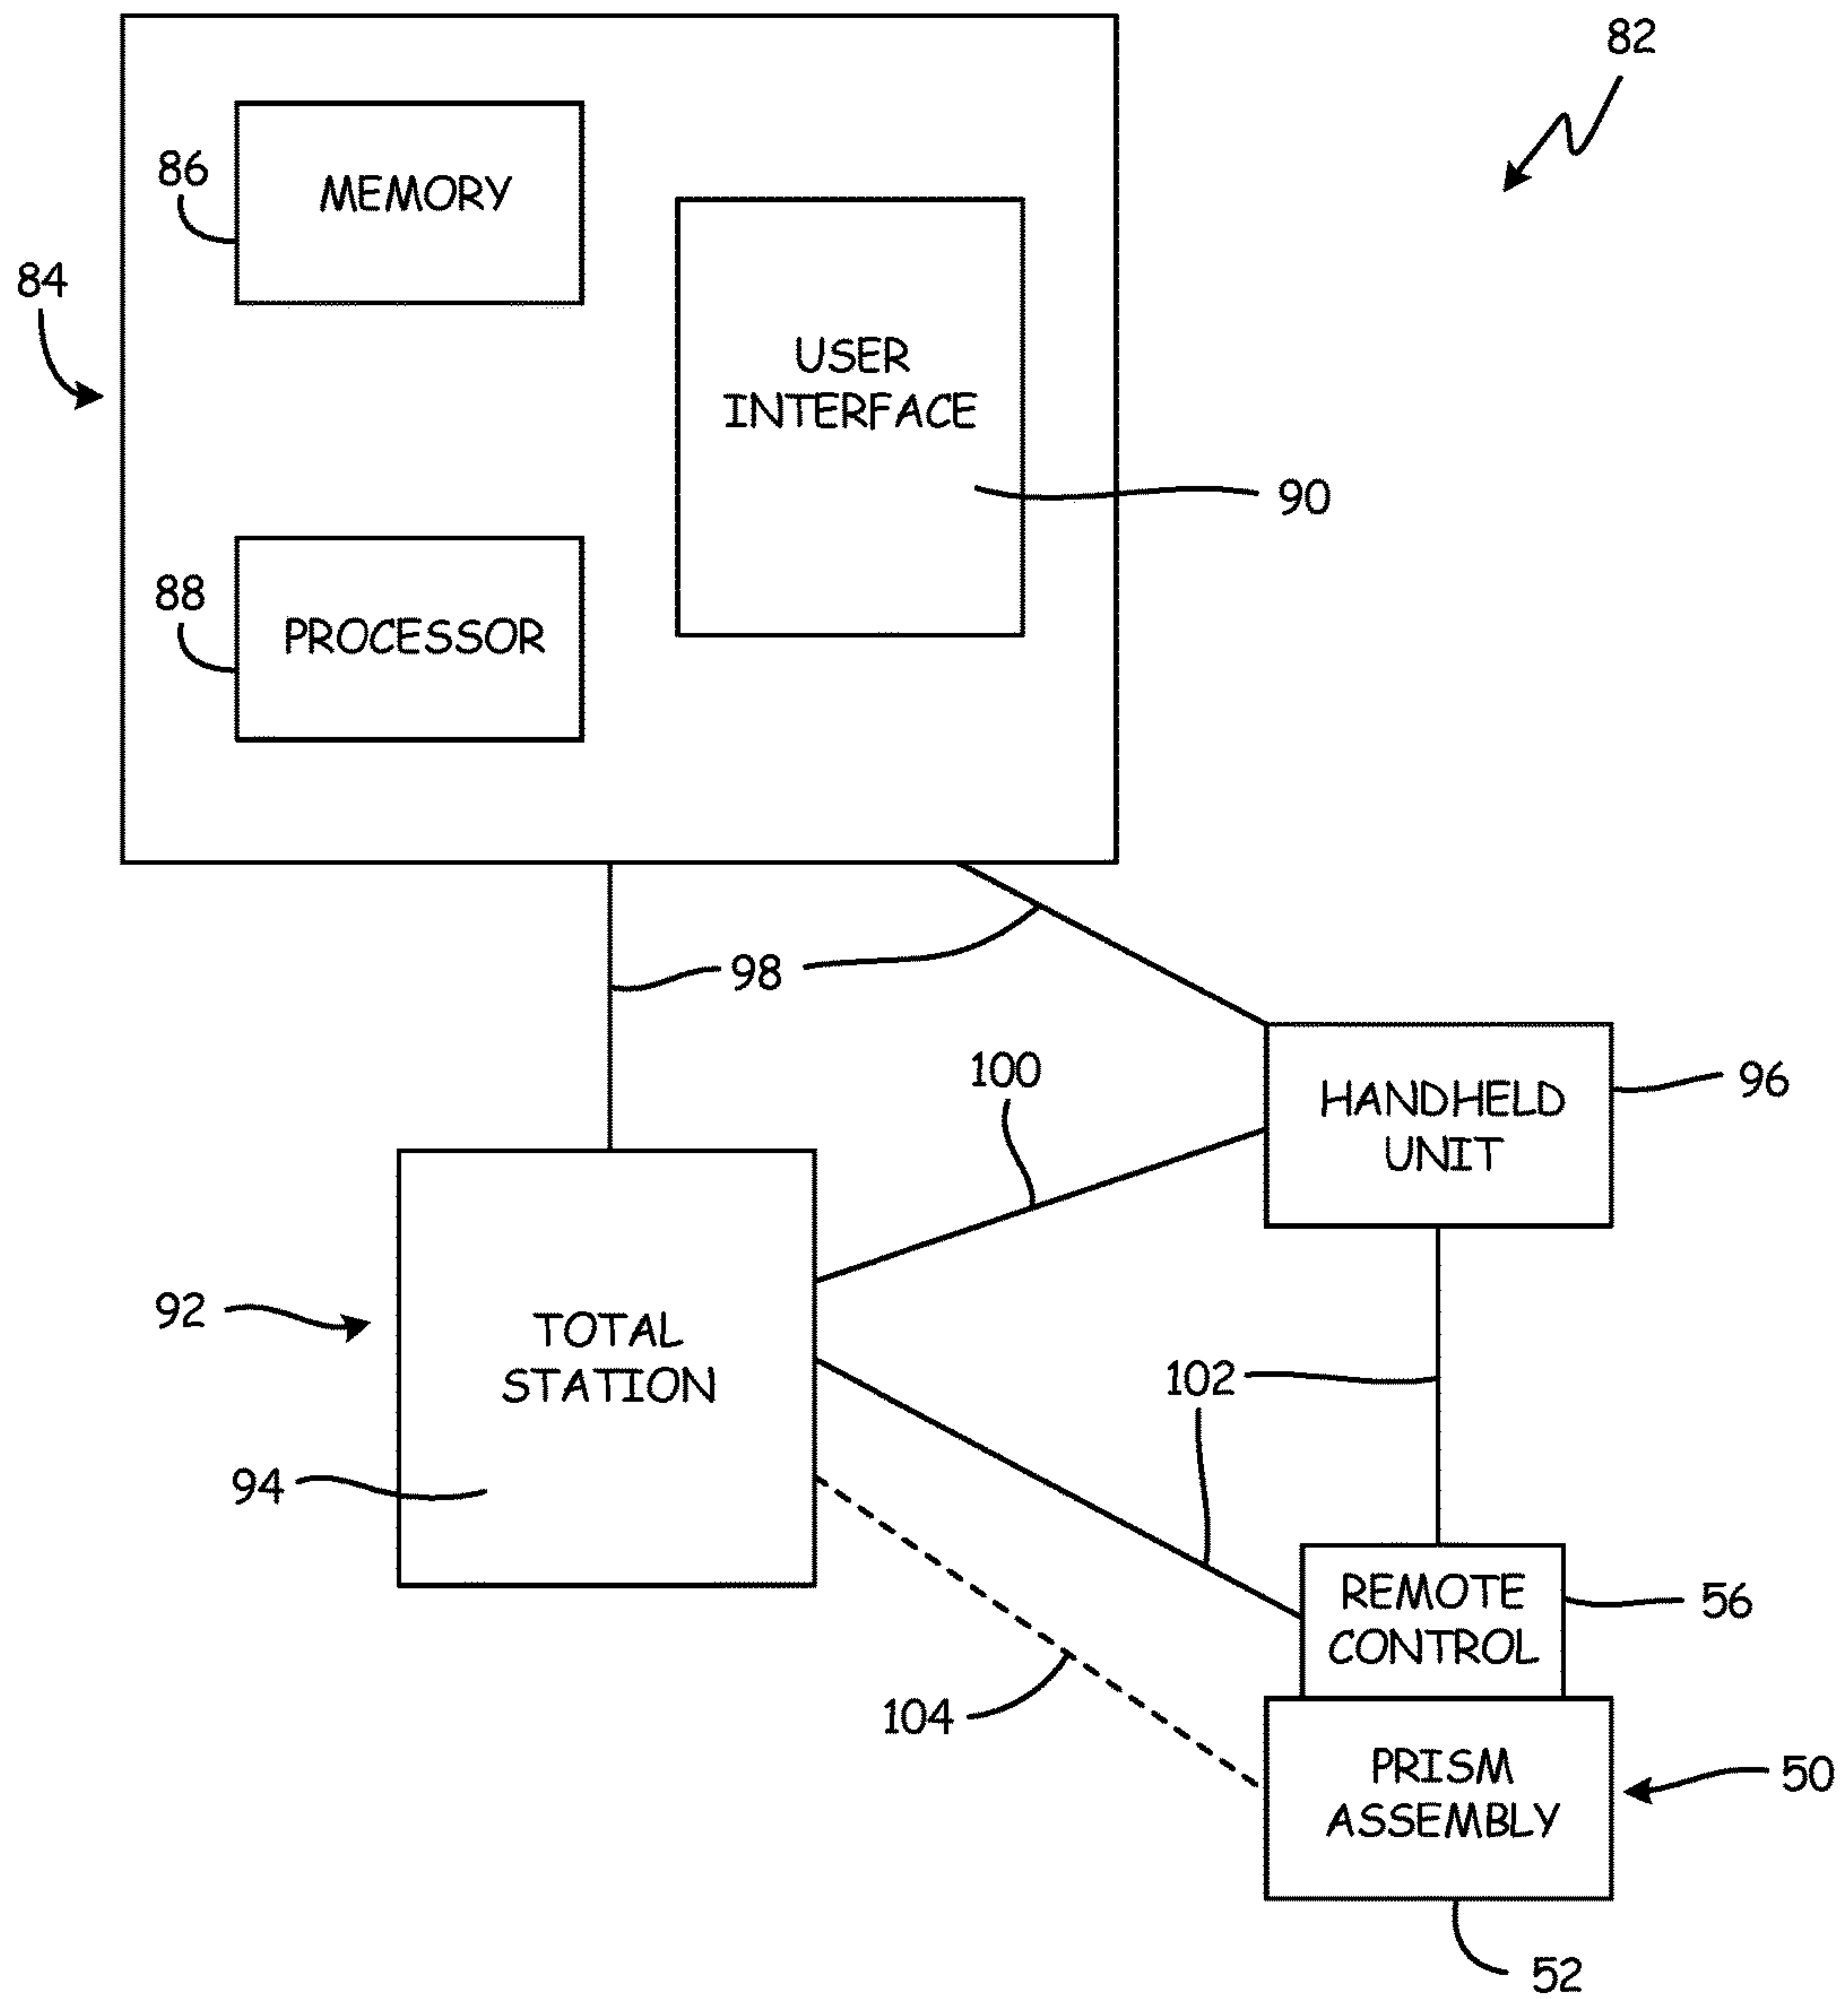 82
86
MEMORY
84
USER
INTERFACE
90
88
PROCESSOR
98
100
HANDHELD
UNIT
96
92
TOTAL
STATION
102
94
REMOTE
CONTROL
56
104
PRISM
ASSEMBLY
50
52